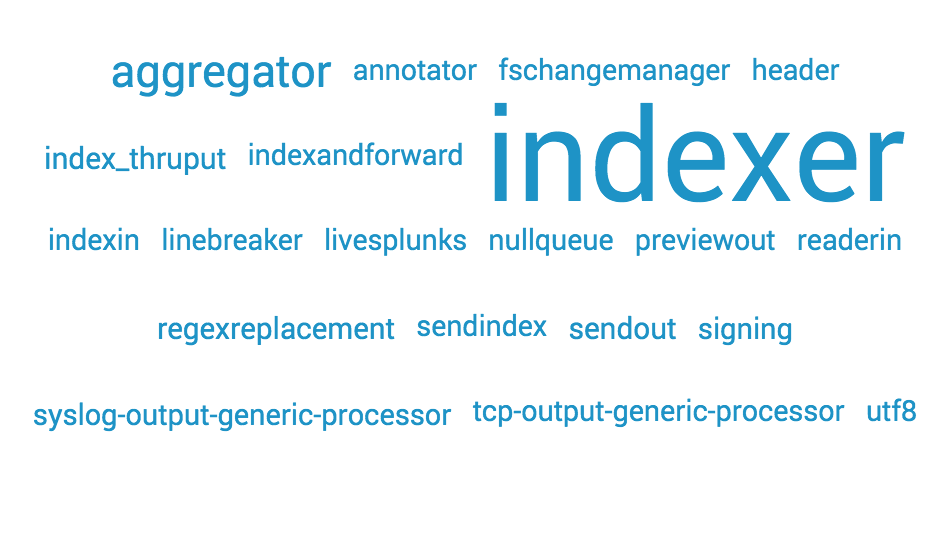 aggregator annotator fschangemanager header
index_thruput indexandforward indexer
indexin linebreaker livesplunks nullqueue previewout readerin
regexreplacement sendindex sendout signing
syslog-output-generic-processor tcp-output-generic-processor utf8